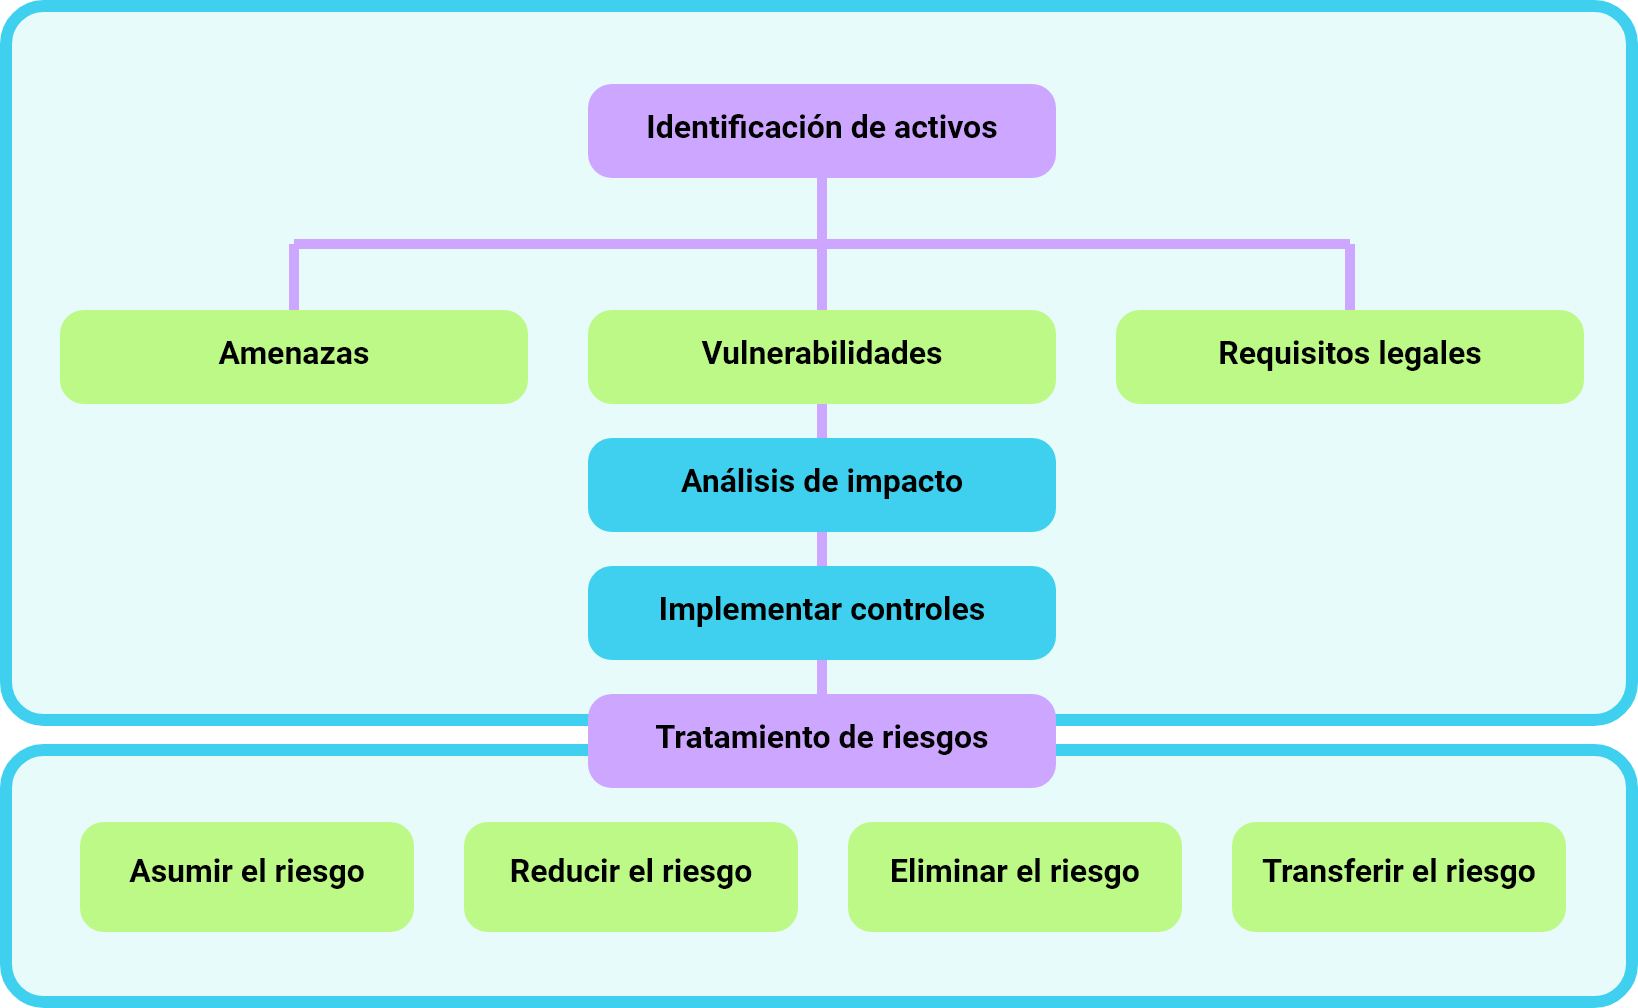 Identificación de activos
Amenazas
Vulnerabilidades
Requisitos legales
Análisis de impacto
Implementar controles
Tratamiento de riesgos
Asumir el riesgo
Reducir el riesgo
Eliminar el riesgo
Transferir el riesgo